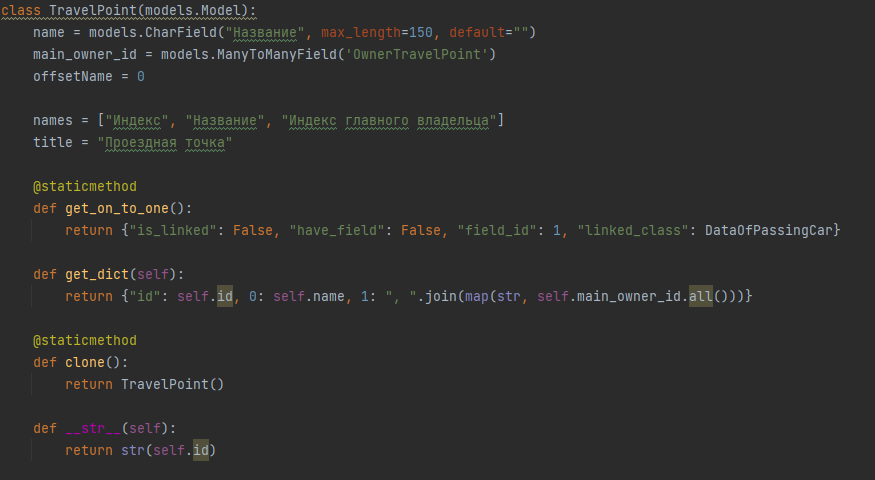 class TravelPoint(models.Model):
    name = models.CharField("Название", max_length=150, default="")
    main_owner_id = models.ManyToManyField('OwnerTravelPoint')
    offsetName = 0
    names = ["Индекс", "Название", "Индекс главного владельца"]
    title = "Проездная точка"
    @staticmethod
    def get_on_to_one():
        return {"is_linked": False, "have_field": False, "field_id": 1, "linked_class": DataOfPassingCar}
    def get_dict(self):
        return {"id": self.id, 0: self.name, 1: ", ".join(map(str, self.main_owner_id.all()))}
    @staticmethod
    def clone():
        return TravelPoint()
    def __str__(self):
        return str(self.id)